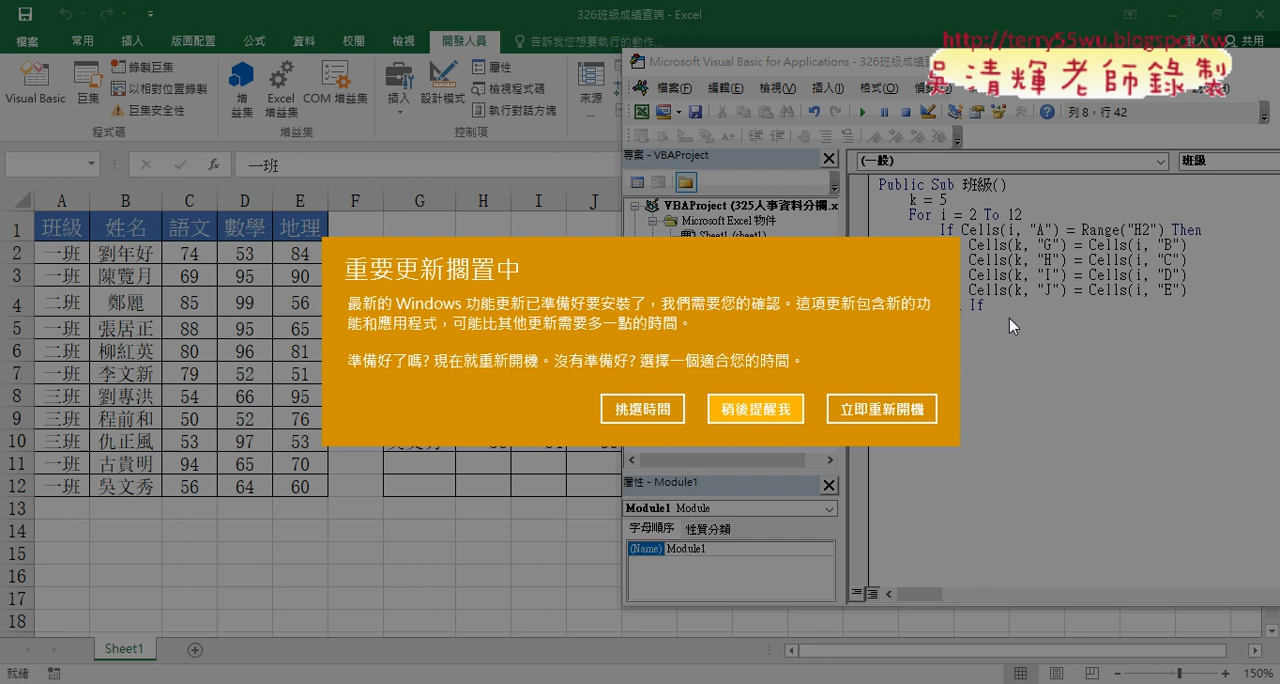 326班級成績查詢 - Excel
檔案 常用 插入 版面配置 公式 資料 校閱 檢視 開發人員 告訴我您想要執行的動作... 登入 共用
http://terry55wu.blogspot.tw
吳清輝老師錄製
Visual Basic 巨集 錄製巨集 以相對位置錄製 巨集安全性 程式碼
增益集 Excel 增益集 COM 增益集 增益集
插入 設計模式 屬性 檢視程式碼 執行對話方塊 控制項
來源
Microsoft Visual Basic for Applications - 326班級成績
檔案(F) 編輯(E) 檢視(V) 插入(I) 格式(O)
列 8，行 42
fx 一班
專案 - VBAProject
VBAProject (325人事資料分欄.x
Microsoft Excel 物件
Sheet1 (sheet1)
(一般) 班級
Public Sub 班級()
k = 5
For i = 2 To 12
If Cells(i, "A") = Range("H2") Then
Cells(k, "G") = Cells(i, "B")
Cells(k, "H") = Cells(i, "C")
Cells(k, "I") = Cells(i, "D")
Cells(k, "J") = Cells(i, "E")
If
A B C D E F G H I J
1 班級 姓名 語文 數學 地理
2 一班 劉年好 74 53 84
3 一班 陳覽月 69 95 90
4 二班 鄭麗 85 99 56
5 一班 張居正 88 95 65
6 二班 柳紅英 80 96 81
7 一班 李文新 79 52 51
8 三班 劉專洪 54 66 95
9 三班 程前和 50 52 76
10 三班 仇正風 53 97 53
11 一班 古貴明 94 65 70
12 一班 吳文秀 56 64 60
13
14
15
16
17
18
重要更新擱置中
最新的 Windows 功能更新已準備好要安裝了，我們需要您的確認。這項更新包含新的功
能和應用程式，可能比其他更新需要多一點的時間。
準備好了嗎? 現在就重新開機。沒有準備好? 選擇一個適合您的時間。
挑選時間 稍後提醒我 立即重新開機
屬性 - Module1
Module1 Module
字母順序 性質分類
(Name) Module1
Sheet1
就緒 150%